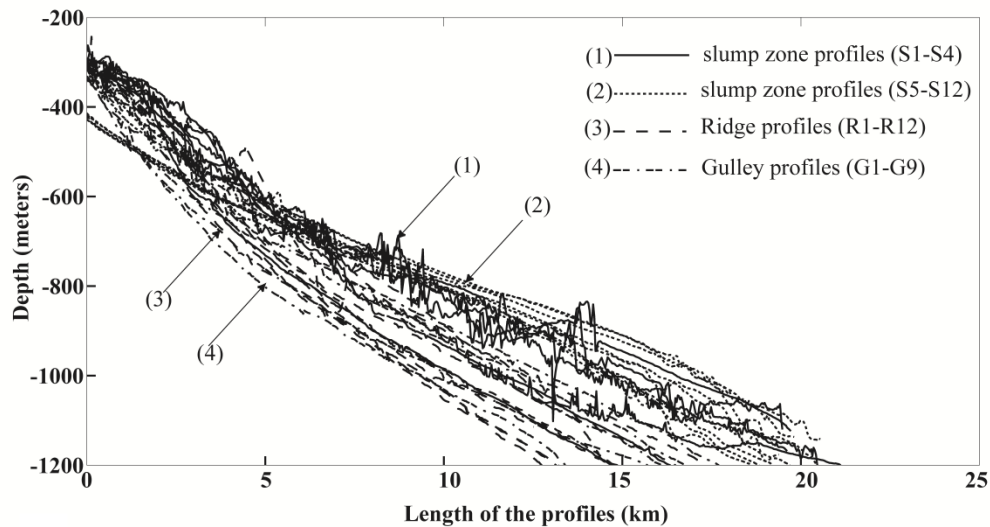 -200
(1) slump zone profiles (S1-S4)
(2) slump zone profiles (S5-S12)
(3) Ridge profiles (R1-R12)
(4) Gulley profiles (G1-G9)
-400
(1)
-600
(2)
Depth (meters)
-800
(3)
(4)
-1000
-1200
0 5 10 15 20 25
Length of the profiles (km)